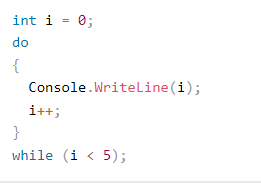 int i = 0;
do
{
  Console.WriteLine(i);
  i++;
}
while (i < 5);